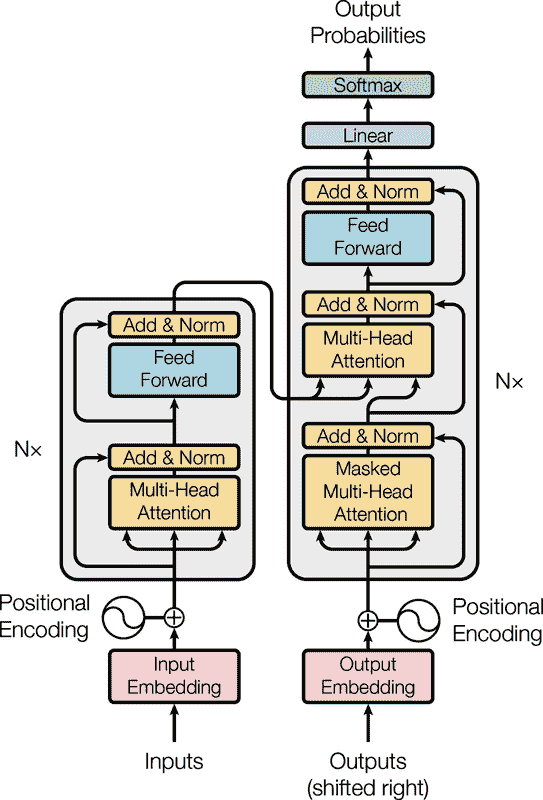 Output
Probabilities
Softmax
Linear
Add & Norm
Feed
Forward
Add & Norm
Multi-Head
Attention
Add & Norm
Masked
Multi-Head
Attention
Nx
Add & Norm
Feed
Forward
Add & Norm
Multi-Head
Attention
Nx
Positional
Encoding
Positional
Encoding
Input
Embedding
Output
Embedding
Inputs
Outputs
(shifted right)